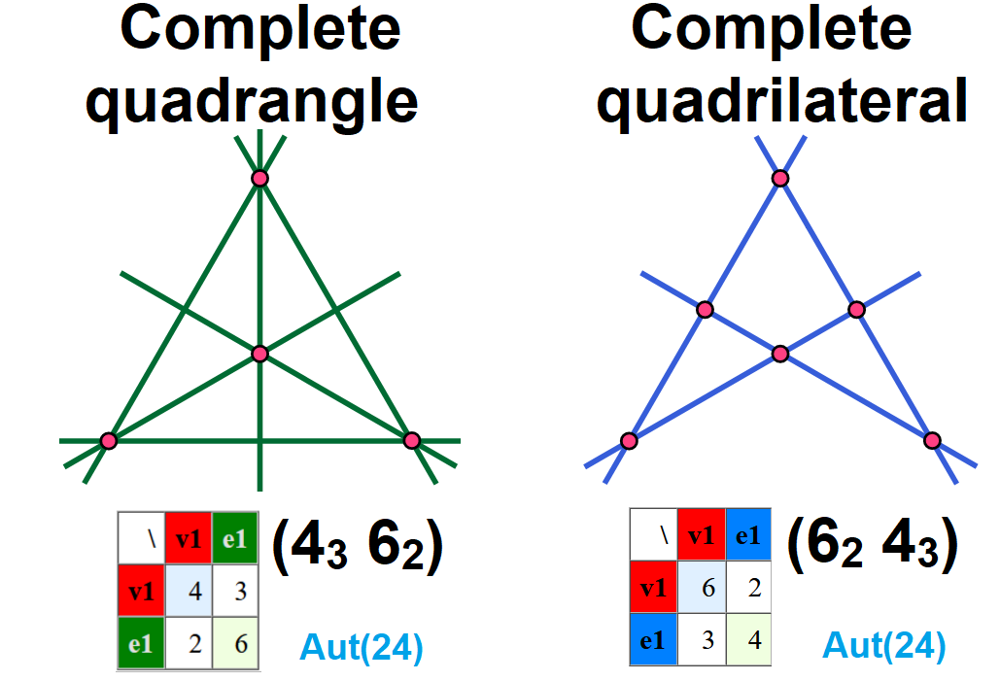 Complete
quadrangle
Complete
quadrilateral
\ v1 e1
v1 4 3
e1 2 6
(4₃ 6₂)
Aut(24)
\ v1 e1
v1 6 2
e1 3 4
(6₂ 4₃)
Aut(24)